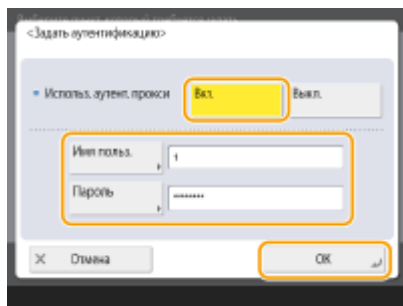 <Задать аутентификацию>
Использ. аутент. прокси
Вкл.
Выкл.
Имя польз.
1
Пароль
••••••••
Отмена
OK